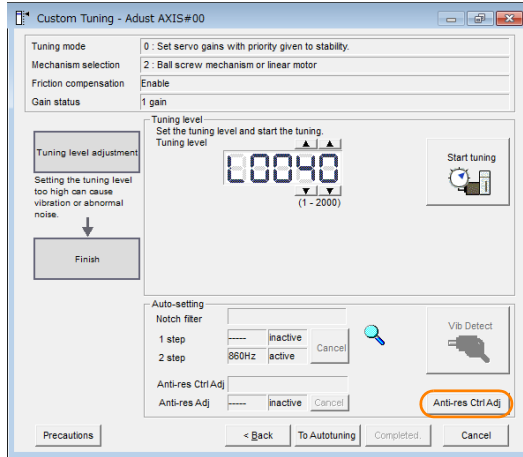 Custom Tuning - Adust AXIS#00
Tuning mode 0 : Set servo gains with priority given to stability.
Mechanism selection 2 : Ball screw mechanism or linear motor
Friction compensation Enable
Gain status 1 gain
Tuning level adjustment
Setting the tuning level
too high can cause
vibration or abnormal
noise.
Finish
Tuning level
Set the tuning level and start the tuning.
Tuning level
L0040
(1 - 2000)
Start tuning
Auto-setting
Notch filter
1 step ----- inactive
2 step 860Hz active
Cancel
Vib Detect
Anti-res Ctrl Adj
Anti-res Adj ----- inactive Cancel
Anti-res Ctrl Adj
Precautions < Back To Autotuning Completed. Cancel